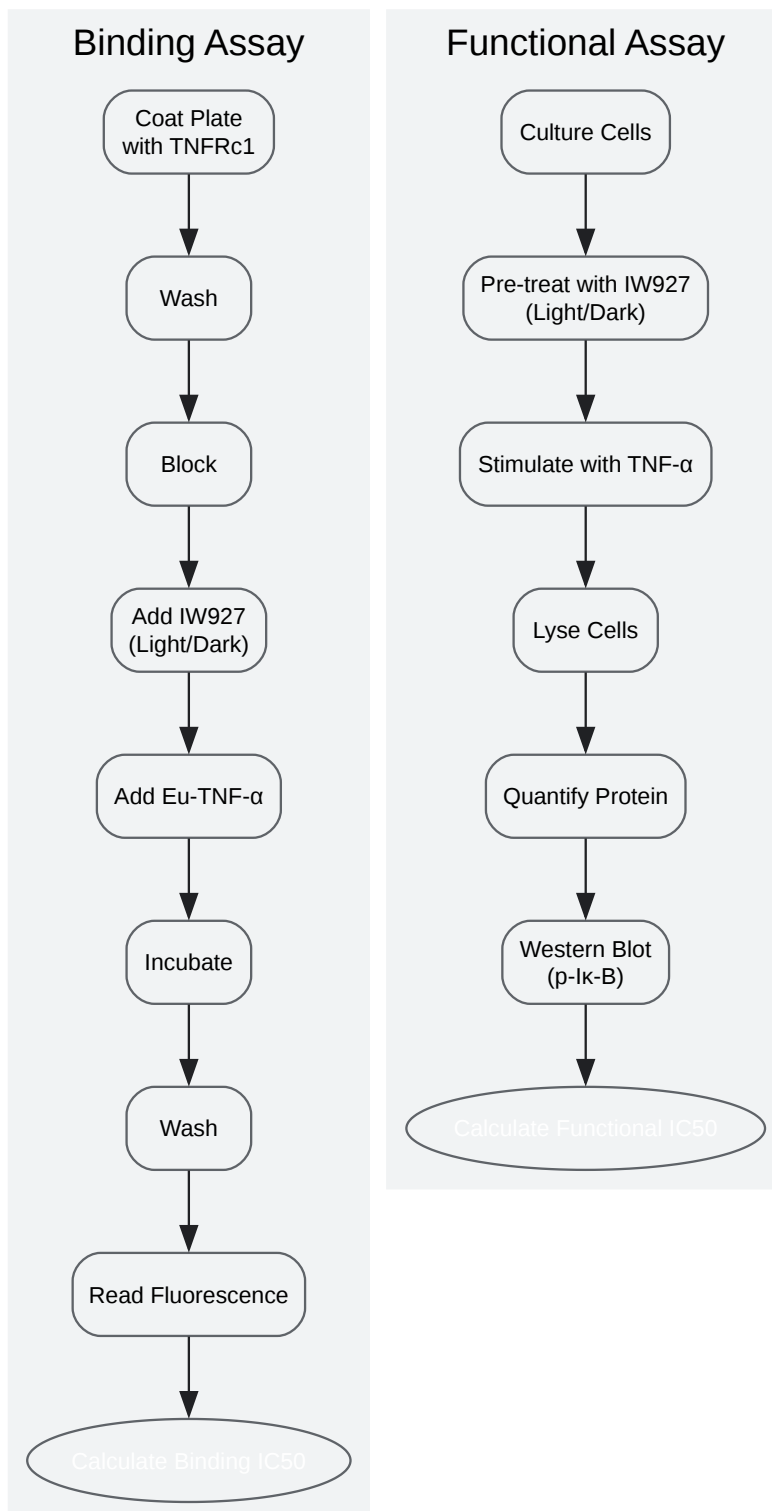 Binding Assay
Coat Plate
with TNFRc1
Wash
Block
Add IW927
(Light/Dark)
Add Eu-TNF-α
Incubate
Wash
Read Fluorescence
Calculate Binding IC50
Functional Assay
Culture Cells
Pre-treat with IW927
(Light/Dark)
Stimulate with TNF-α
Lyse Cells
Quantify Protein
Western Blot
(p-Iκ-B)
Calculate Functional IC50